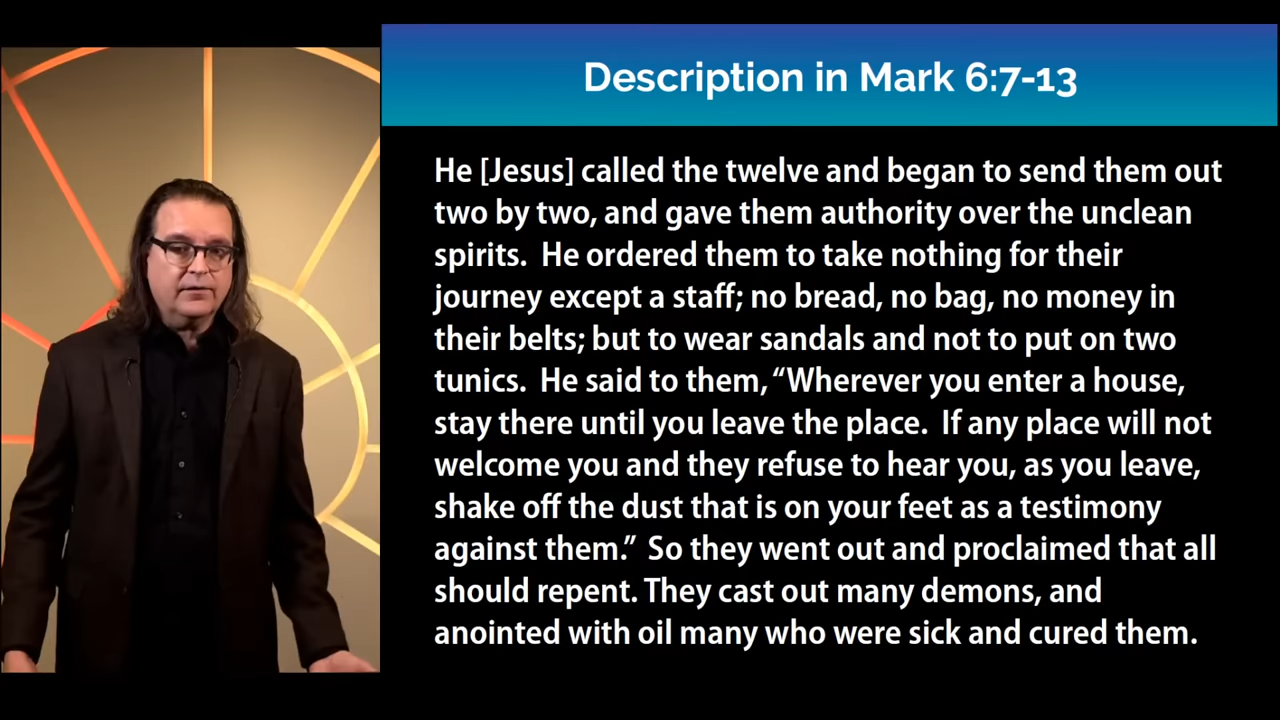 Description in Mark 6:7-13
He [Jesus] called the twelve and began to send them out
two by two, and gave them authority over the unclean
spirits.  He ordered them to take nothing for their
journey except a staff; no bread, no bag, no money in
their belts; but to wear sandals and not to put on two
tunics.  He said to them, “Wherever you enter a house,
stay there until you leave the place.  If any place will not
welcome you and they refuse to hear you, as you leave,
shake off the dust that is on your feet as a testimony
against them.”  So they went out and proclaimed that all
should repent. They cast out many demons, and
anointed with oil many who were sick and cured them.